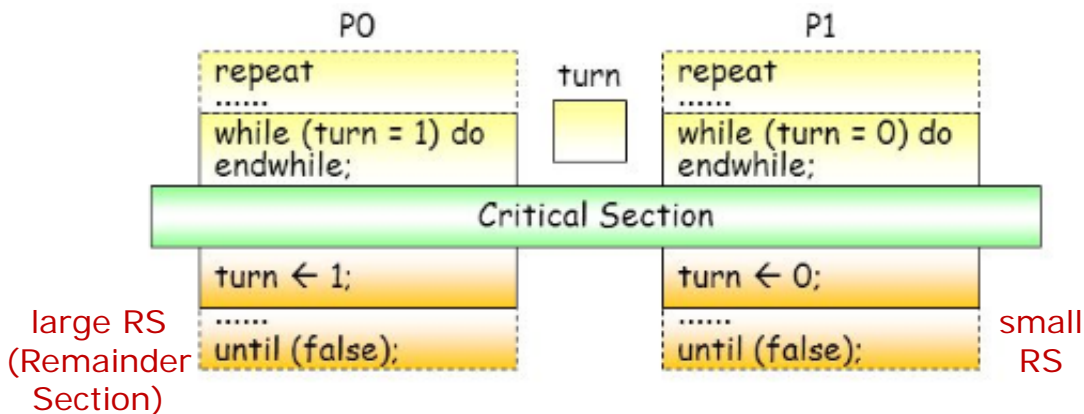 P0
repeat
......
while (turn = 1) do
endwhile;
turn
P1
repeat
......
while (turn = 0) do
endwhile;
Critical Section
turn ← 1;
......
until (false);
turn ← 0;
......
until (false);
large RS
(Remainder
Section)
small
RS